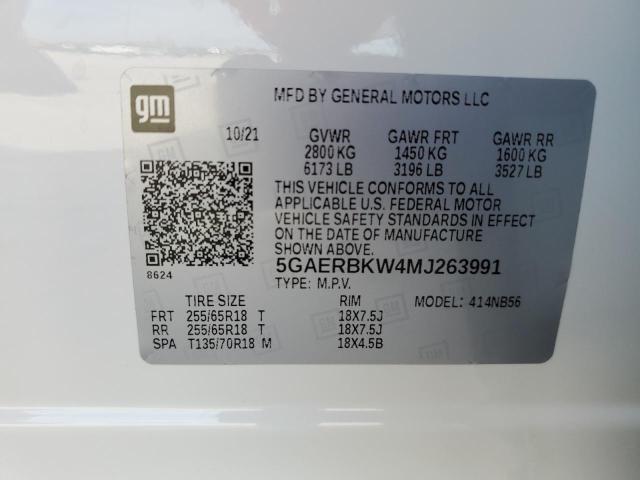 gm
MFD BY GENERAL MOTORS LLC
10/21 GVWR GAWR FRT GAWR RR
2800 KG 1450 KG 1600 KG
6173 LB 3196 LB 3527 LB
THIS VEHICLE CONFORMS TO ALL
APPLICABLE U.S. FEDERAL MOTOR
VEHICLE SAFETY STANDARDS IN EFFECT
ON THE DATE OF MANUFACTURE
SHOWN ABOVE.
8624
5GAERBKW4MJ263991
TYPE: M.P.V.
TIRE SIZE RIM MODEL: 414NB56
FRT 255/65R18 T 18X7.5J
RR 255/65R18 T 18X7.5J
SPA T135/70R18 M 18X4.5B